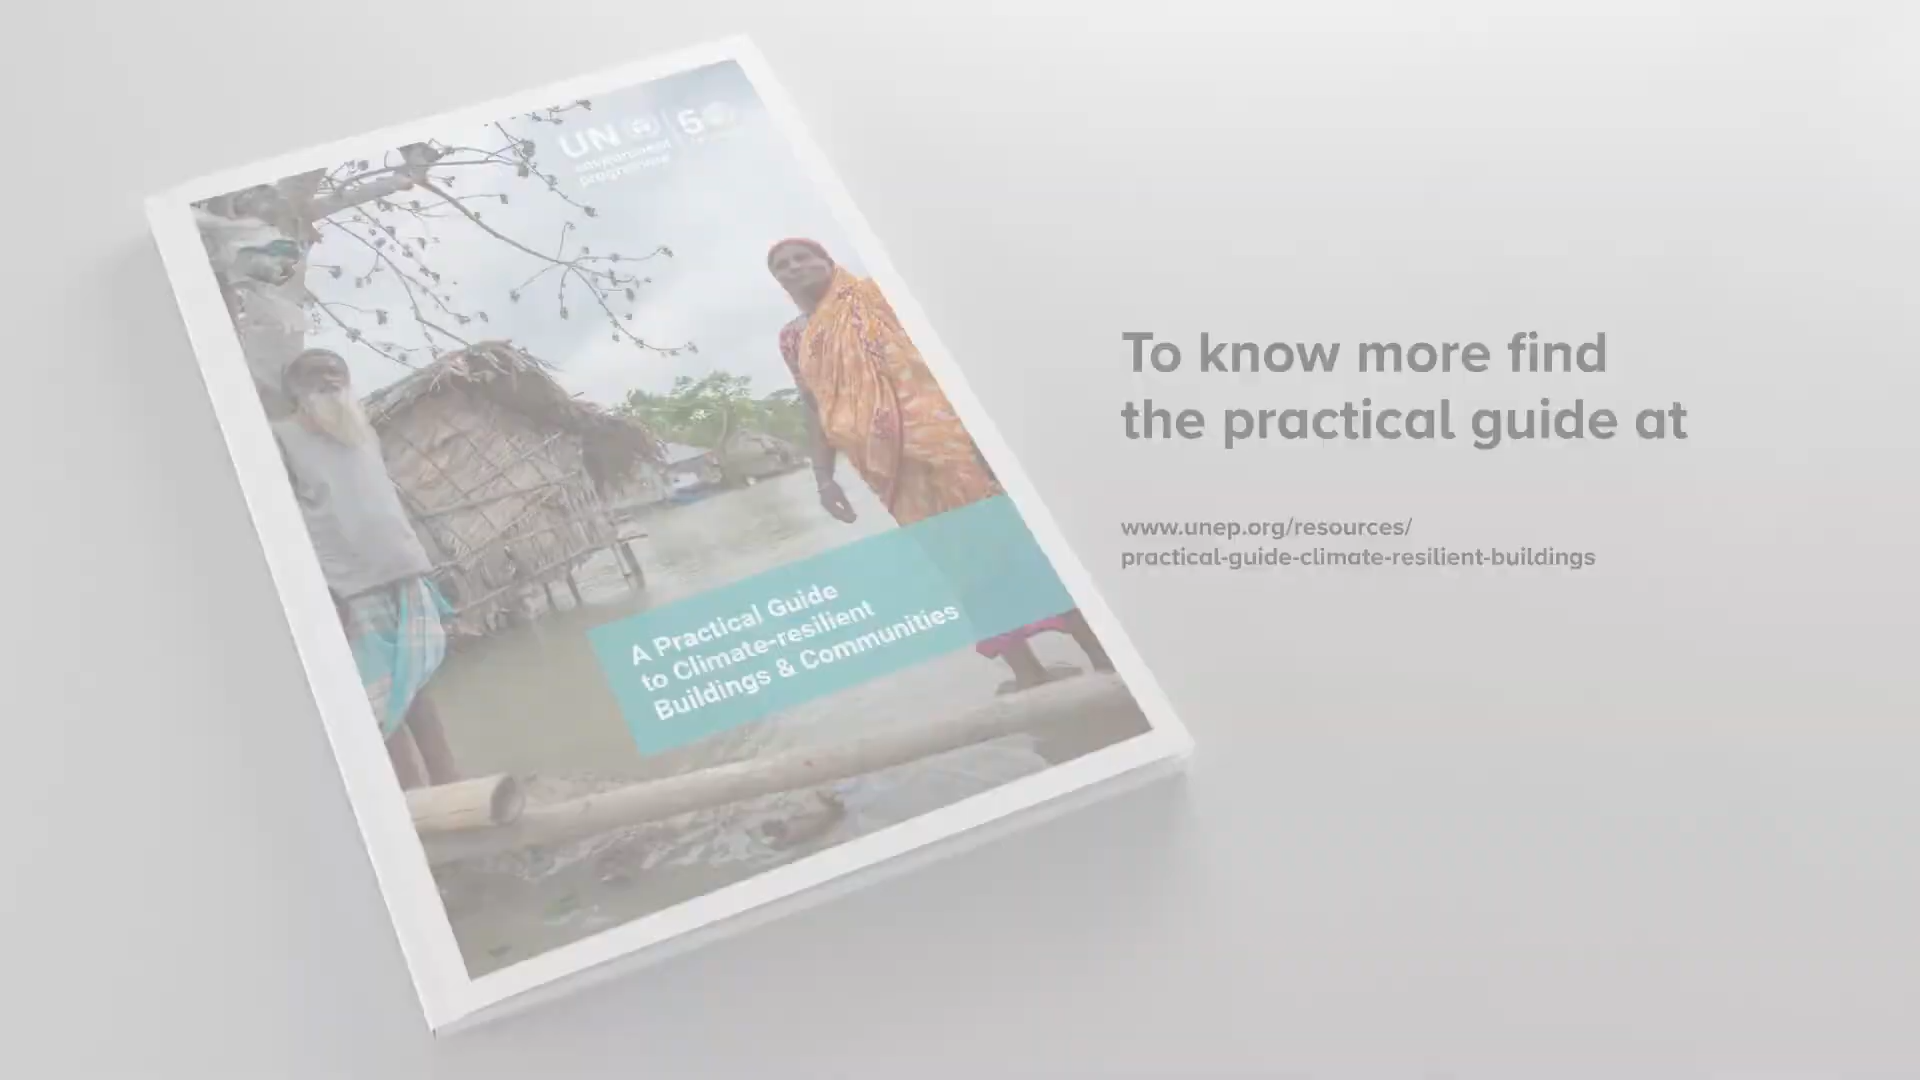 UN
environment
programme
50
A Practical Guide
to Climate-resilient
Buildings & Communities
To know more find
the practical guide at
www.unep.org/resources/
practical-guide-climate-resilient-buildings